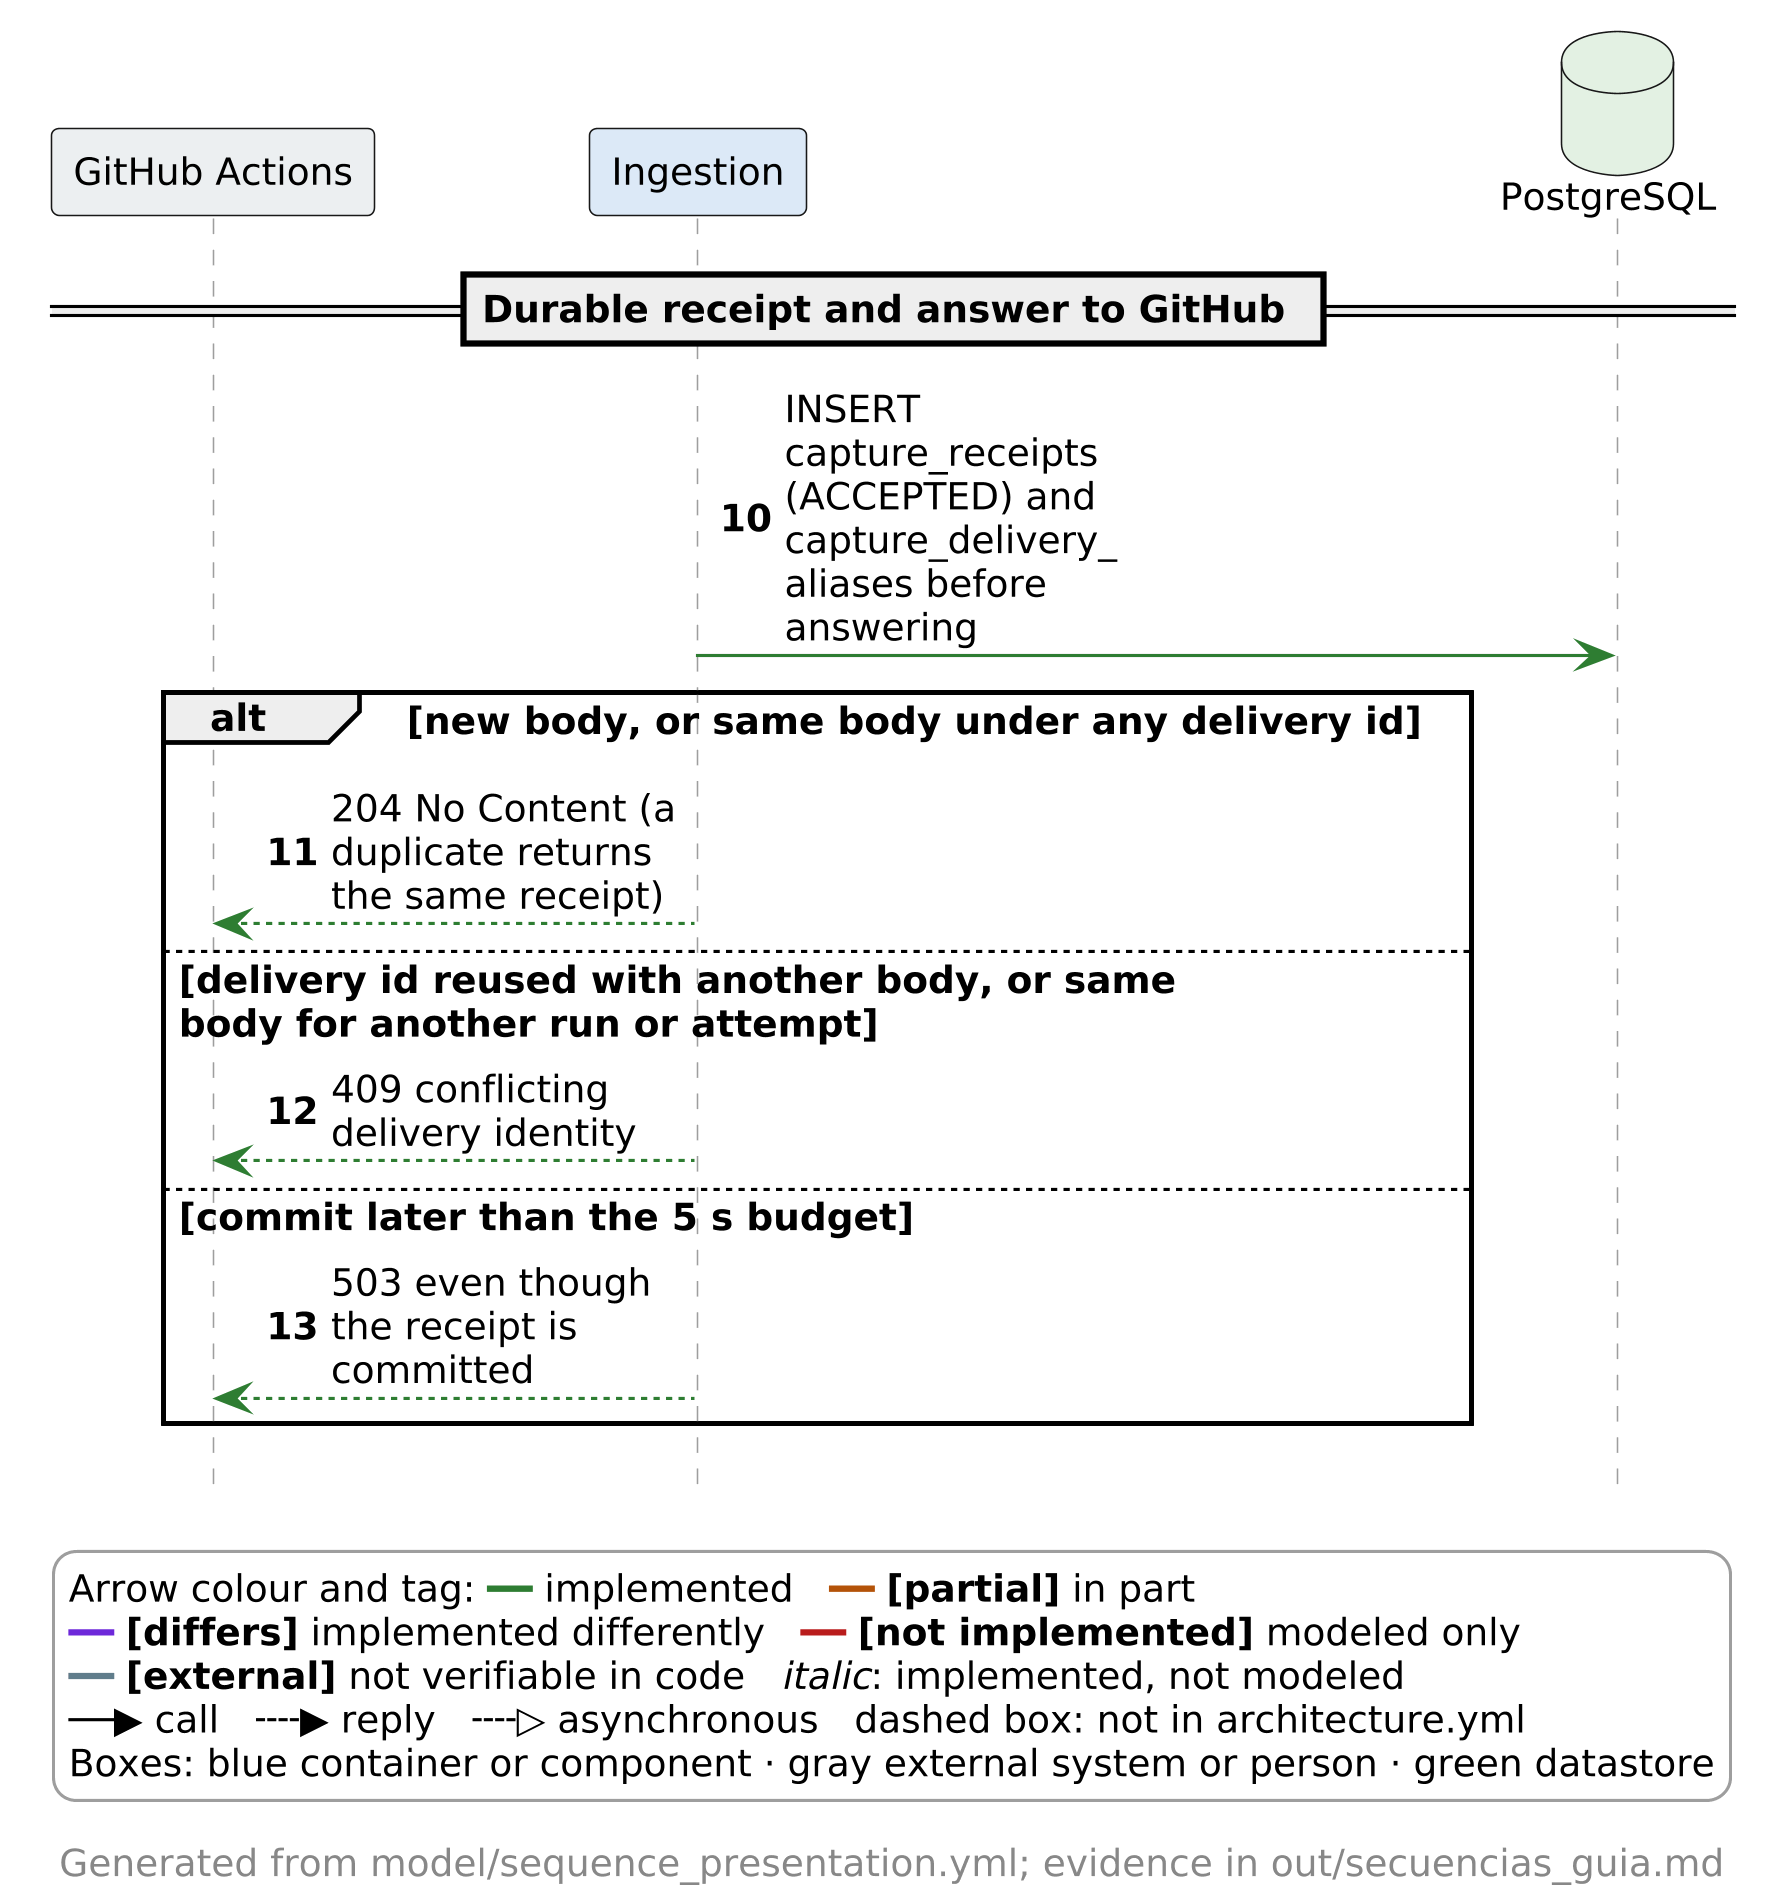 GitHub Actions
Ingestion
PostgreSQL
Durable receipt and answer to GitHub
INSERT
capture_receipts
(ACCEPTED) and
10
capture_delivery_
aliases before
answering
alt
[new body, or same body under any delivery id]
204 No Content (a
11 duplicate returns
the same receipt)
[delivery id reused with another body, or same
body for another run or attempt]
12
409 conflicting
delivery identity
[commit later than the 5 s budget]
503 even though
13 the receipt is
committed
Arrow colour and tag: implemented [partial] in part
[differs] implemented differently [not implemented] modeled only
[external] not verifiable in code italic: implemented, not modeled
call reply asynchronous dashed box: not in architecture.yml
Boxes: blue container or component · gray external system or person · green datastore
Generated from model/sequence_presentation.yml; evidence in out/secuencias_guia.md